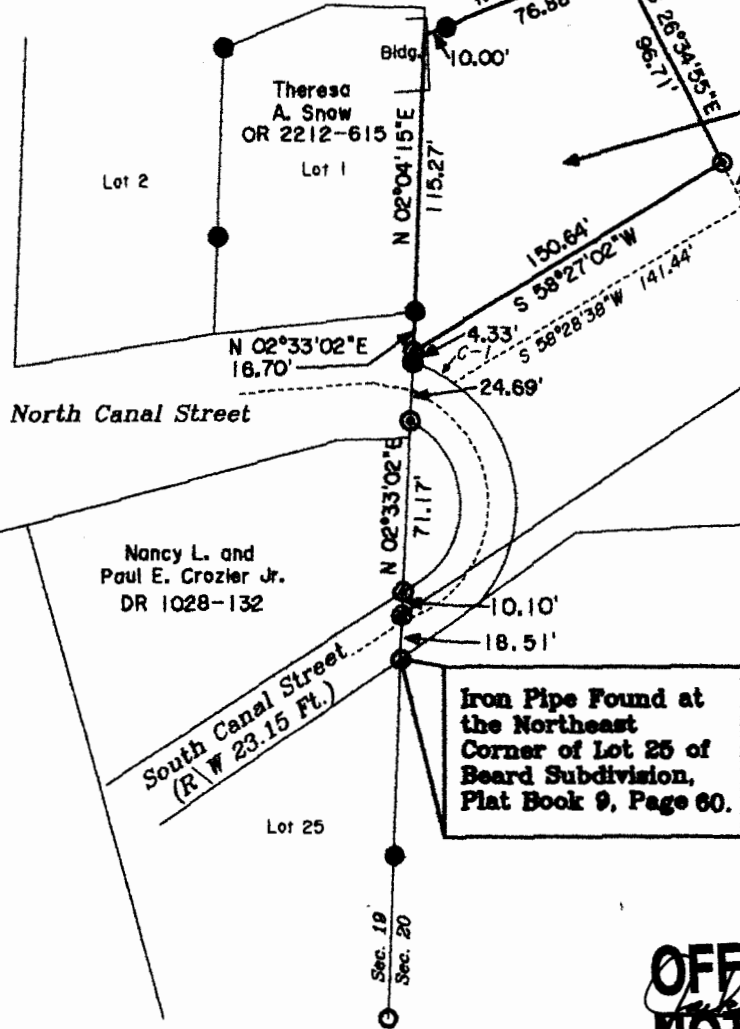 76.88'
S 26°34'55"E
96.71'
Bldg.
10.00'
Theresa
A. Snow
OR 2212-615
Lot 1
Lot 2
N 02°04'15"E
115.27'
150.64'
S 58°27'02"W
S 58°28'38"W 141.44'
N 02°33'02"E
16.70'
4.33'
C-1
24.69'
North Canal Street
N 02°33'02"E
71.17'
Nancy L. and
Paul E. Crozier Jr.
DR 1028-132
10.10'
18.51'
South Canal Street
(R\W 23.15 Ft.)
Iron Pipe Found at
the Northeast
Corner of Lot 25 of
Beard Subdivision,
Plat Book 9, Page 60.
Lot 25
Sec. 19
Sec. 20
OFF